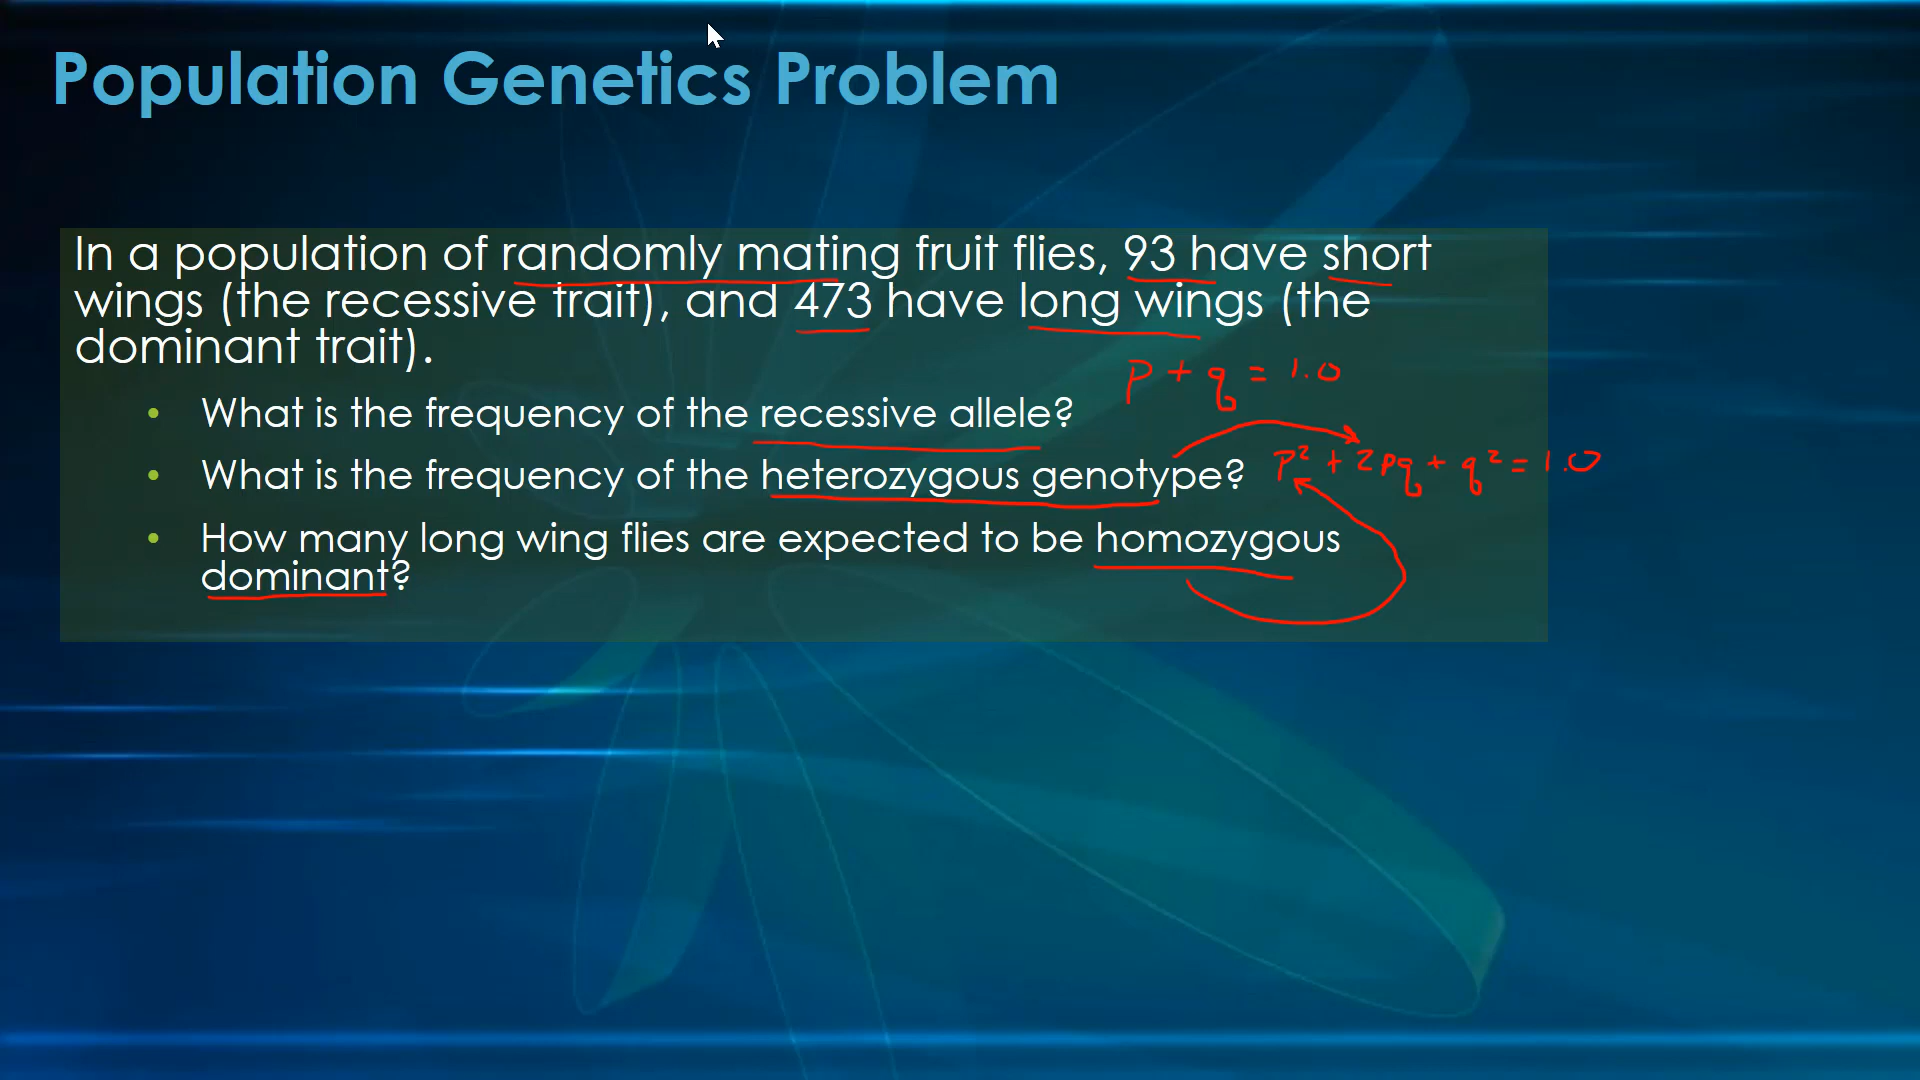 Population Genetics Problem
In a population of randomly mating fruit flies, 93 have short
wings (the recessive trait), and 473 have long wings (the
dominant trait).
p + q = 1.0
• What is the frequency of the recessive allele?
• What is the frequency of the heterozygous genotype?
p² + 2pq + q² = 1.0
• How many long wing flies are expected to be homozygous
dominant?